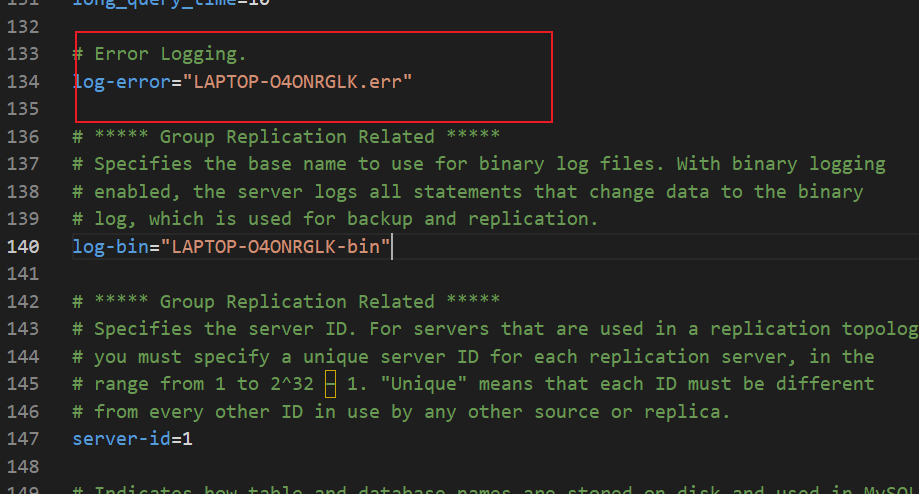 131 long_query_time=10
132
133 # Error Logging.
134 log-error="LAPTOP-O4ONRGLK.err"
135
136 # ***** Group Replication Related *****
137 # Specifies the base name to use for binary log files. With binary logging
138 # enabled, the server logs all statements that change data to the binary
139 # log, which is used for backup and replication.
140 log-bin="LAPTOP-O4ONRGLK-bin"
141
142 # ***** Group Replication Related *****
143 # Specifies the server ID. For servers that are used in a replication topolog
144 # you must specify a unique server ID for each replication server, in the
145 # range from 1 to 2^32 − 1. "Unique" means that each ID must be different
146 # from every other ID in use by any other source or replica.
147 server-id=1
148
149 # Indicates how table and database names are stored on disk and used in MySQL